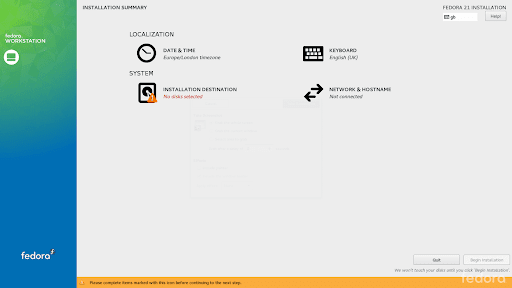 INSTALLATION SUMMARY
FEDORA 21 INSTALLATION
gb
Help!
fedora
WORKSTATION
LOCALIZATION
DATE & TIME
Europe/London timezone
KEYBOARD
English (UK)
SYSTEM
INSTALLATION DESTINATION
No disks selected
NETWORK & HOSTNAME
Not connected
fedora
Quit
Begin Installation
We won't touch your disks until you click 'Begin Installation'.
fedora
Please complete items marked with this icon before continuing to the next step.